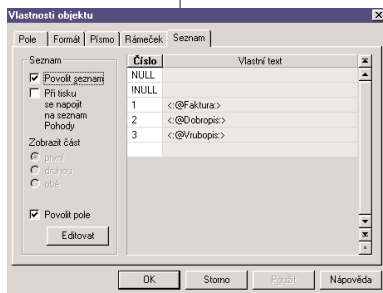 Vlastnosti objektu
Pole Formát Písmo Rámeček Seznam
Seznam
Povolit seznam
Při tisku
se napojit
na seznam
Pohody
Zobrazit část
první
druhou
obě
Povolit pole
Editovat
Číslo Vlastní text
NULL
!NULL
1 <:@Faktura:>
2 <:@Dobropis:>
3 <:@Vrubopis:>
OK Storno Použít Nápověda